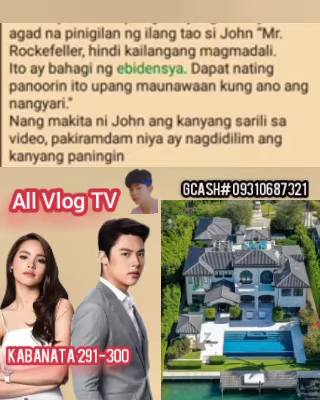 agad na pinigilan ng ilang tao si John "Mr.
Rockefeller, hindi kailangang magmadali.
Ito ay bahagi ng ebidensya. Dapat nating
panoorin ito upang maunawaan kung ano ang
nangyari."
Nang makita ni John ang kanyang sarili sa
video, pakiramdam niya ay nagdidilim ang
kanyang paningin
All Vlog TV
GCASH# 09310687321
KABANATA 291-300